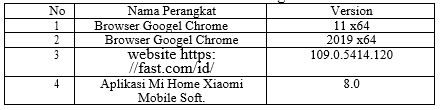 No Nama Perangkat Version
1 Browser Googel Chrome 11 x64
2 Browser Googel Chrome 2019 x64
3 website https: 109.0.5414.120
//fast.com/id/
4 Aplikasi Mi Home Xiaomi 8.0
Mobile Soft.